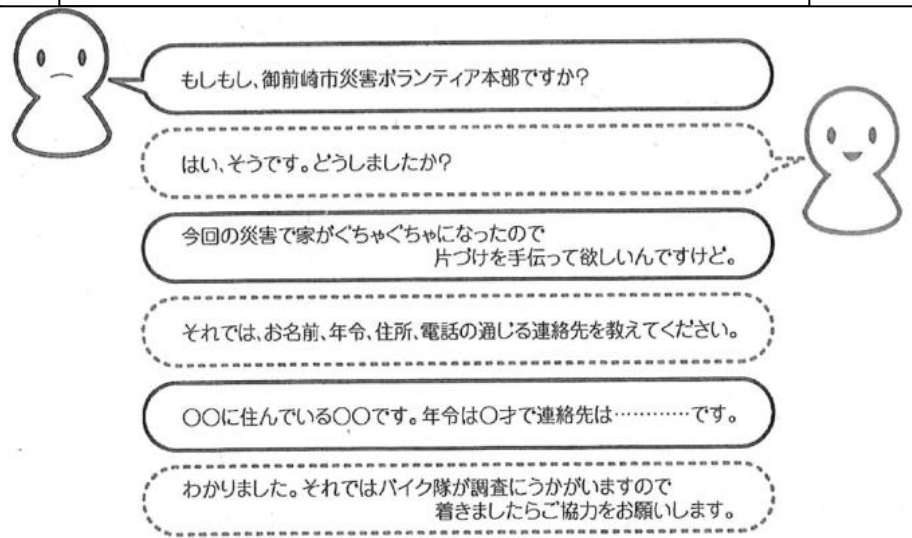 もしもし、御前崎市災害ボランティア本部ですか?
はい、そうです。どうしましたか?
今回の災害で家がぐちゃぐちゃになったので
片づけを手伝って欲しいんですけど。
それでは、お名前、年令、住所、電話の通じる連絡先を教えてください。
〇〇に住んでいる〇〇です。年令は〇才で連絡先は…………です。
わかりました。それではバイク隊が調査にうかがいますので
着きましたらご協力をお願いします。